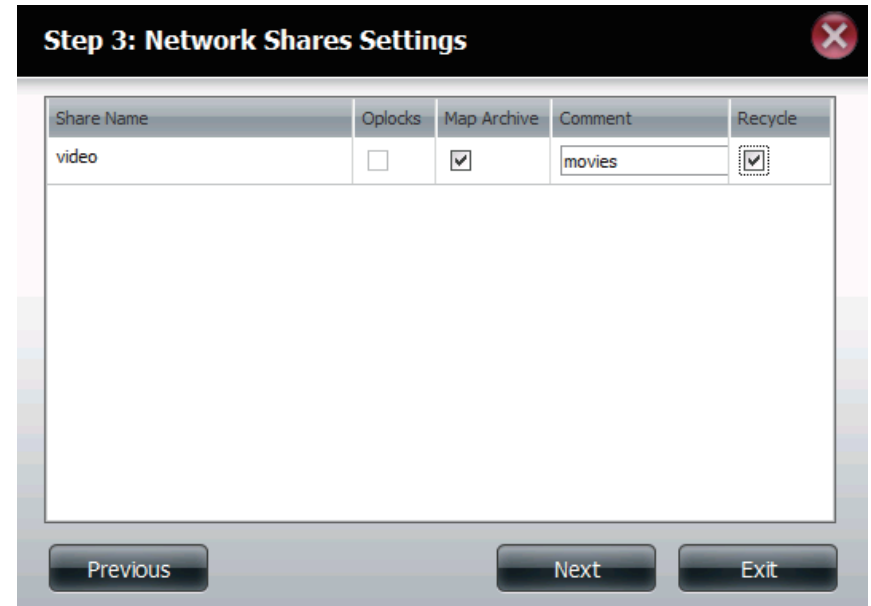 Step 3: Network Shares Settings
Share Name Oplocks Map Archive Comment Recycle
video movies
Previous Next Exit